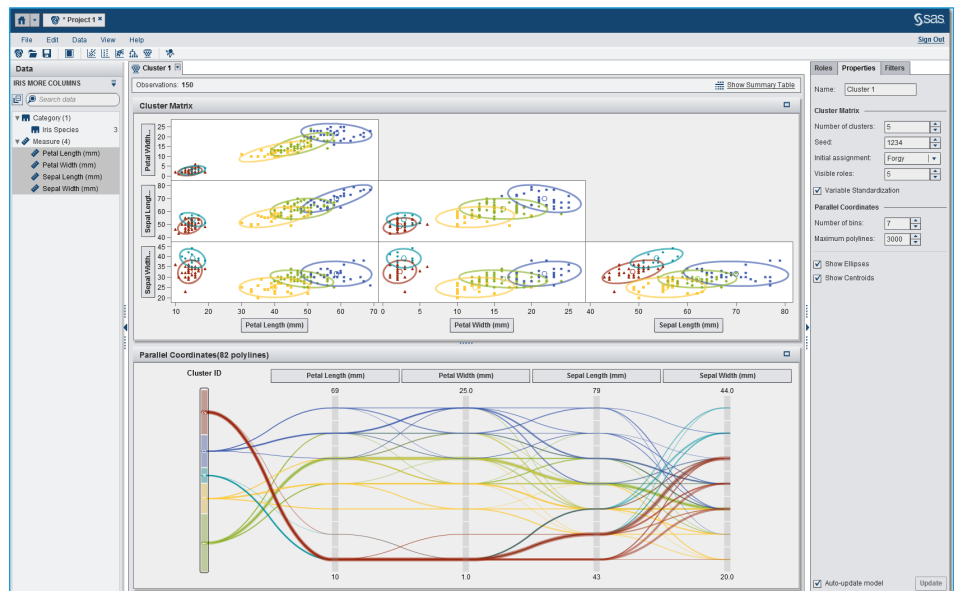 * Project 1 ×
sas
File Edit Data View Help
Sign Out
Data
IRIS MORE COLUMNS
Search data
Category (1)
Iris Species 3
Measure (4)
Petal Length (mm)
Petal Width (mm)
Sepal Length (mm)
Sepal Width (mm)
Cluster 1
Observations: 150
Show Summary Table
Cluster Matrix
Petal Width...
25
20
15
10
5
0
Sepal Lengt...
80
70
60
50
40
Sepal Width...
45
40
35
30
25
20
10 20 30 40 50 60 70 0 5 10 15 20 25 40 50 60 70 80
Petal Length (mm) Petal Width (mm) Sepal Length (mm)
Parallel Coordinates(82 polylines)
Cluster ID
Petal Length (mm) Petal Width (mm) Sepal Length (mm) Sepal Width (mm)
69 25.0 79 44.0
10 1.0 43 20.0
Roles Properties Filters
Name: Cluster 1
Cluster Matrix
Number of clusters: 5
Seed: 1234
Initial assignment: Forgy
Visible roles: 5
Variable Standardization
Parallel Coordinates
Number of bins: 7
Maximum polylines: 3000
Show Ellipses
Show Centroids
Auto-update model Update